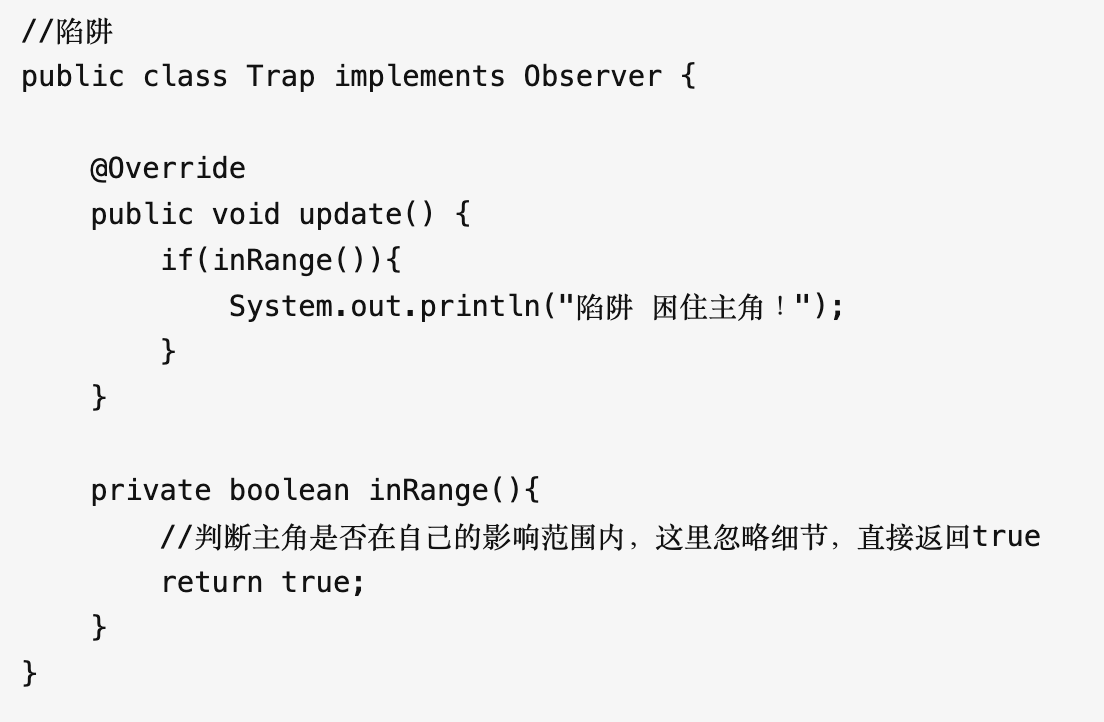 //陷阱
public class Trap implements Observer {
    @Override
    public void update() {
        if(inRange()){
            System.out.println("陷阱 困住主角！");
        }
    }
    private boolean inRange(){
        //判断主角是否在自己的影响范围内，这里忽略细节，直接返回true
        return true;
    }
}